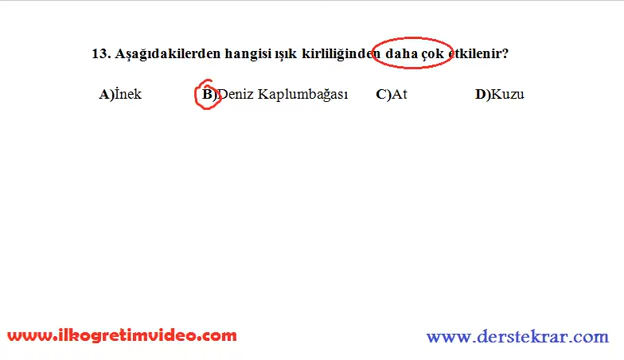 13. Aşağıdakilerden hangisi ışık kirliliğinden daha çok etkilenir?
A)İnek B)Deniz Kaplumbağası C)At D)Kuzu
www.ilkogretimvideo.com www.derstekrar.com